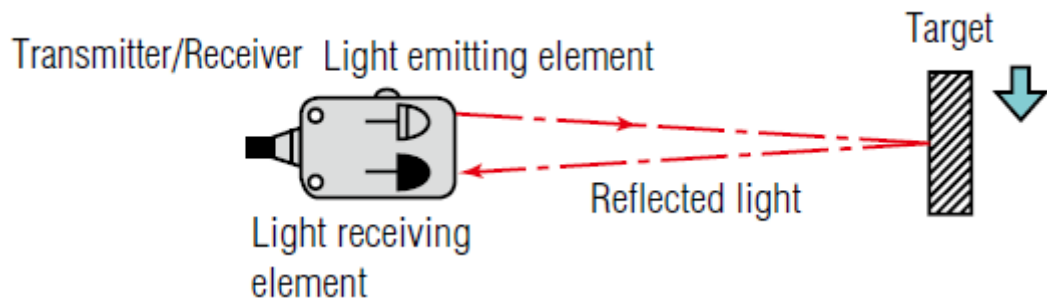 Target
Transmitter/Receiver
Light emitting element
Reflected light
Light receiving
element